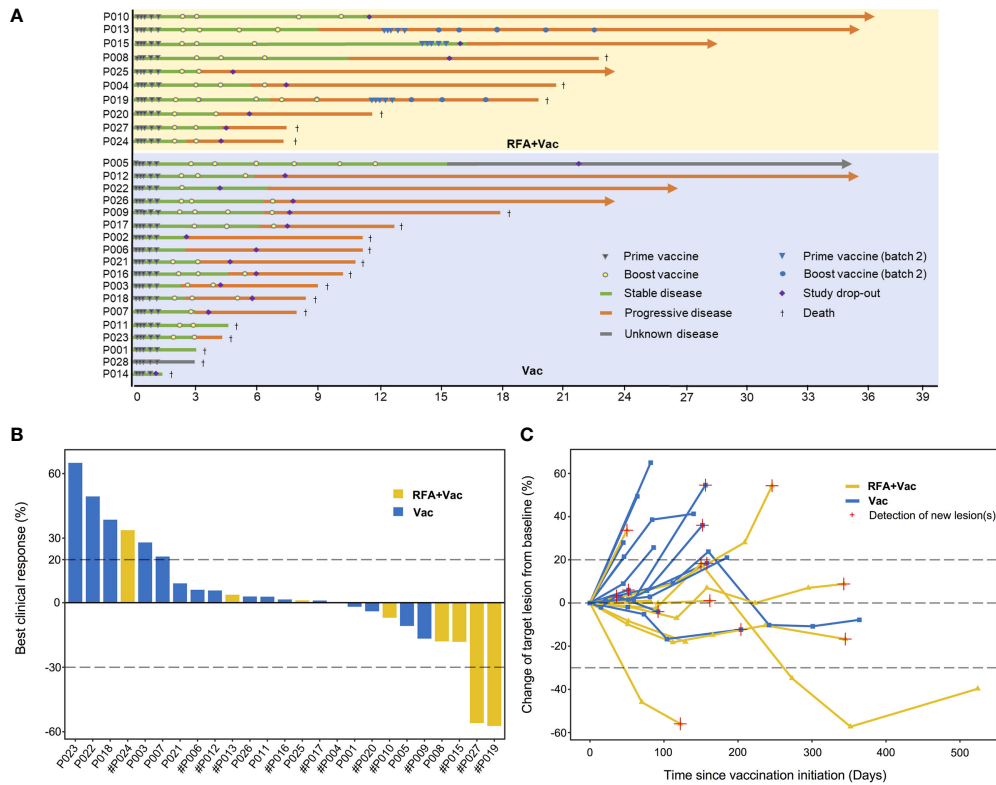 A
P010
P013
P015
P008
P025
P004
P019
P020
P027
P024
RFA+Vac
P005
P012
P022
P026
P009
P017
P002
P006
P021
P016
P003
P018
P007
P011
P023
P001
P028
P014
Prime vaccine
Prime vaccine (batch 2)
Boost vaccine
Boost vaccine (batch 2)
Stable disease
Study drop-out
Progressive disease
Death
Unknown disease
Vac
0 3 6 9 12 15 18 21 24 27 30 33 36 39
B
Best clinical response (%)
60
30
20
0
-30
-60
RFA+Vac
Vac
P023 P022 P018 #P024 P003 P007 P021 #P006 #P012 #P013 P026 P011 #P016 P025 #P017 #P004 P001 #P020 #P010 P005 #P009 P008 #P015 #P027 #P019
C
Change of target lesion from baseline (%)
60
40
20
0
-20
-40
-60
RFA+Vac
Vac
Detection of new lesion(s)
0 100 200 300 400 500
Time since vaccination initiation (Days)